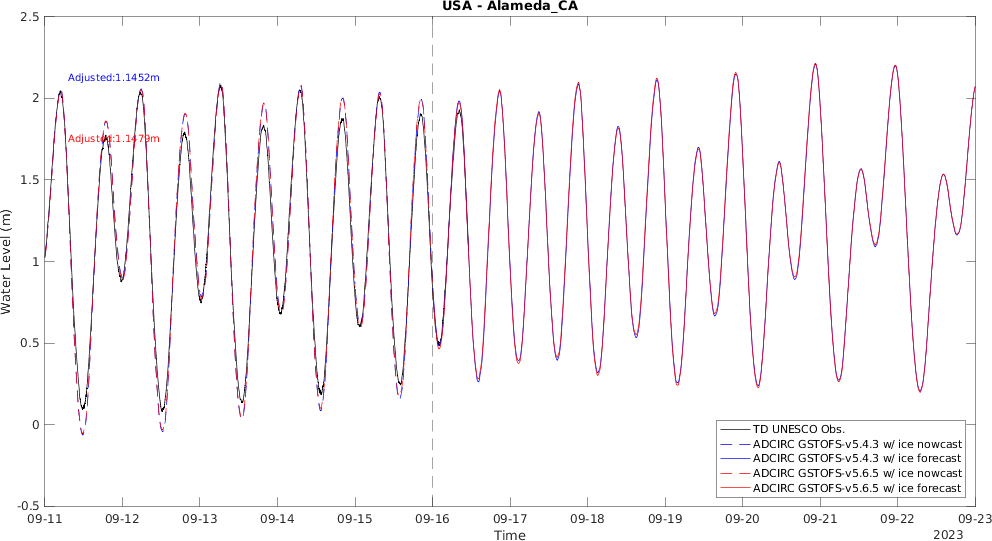 USA - Alameda_CA
2.5
2
1.5
1
0.5
0
-0.5
Water Level (m)
Adjusted:1.1452m
Adjusted:1.1479m
TD UNESCO Obs.
ADCIRC GSTOFS-v5.4.3 w/ ice nowcast
ADCIRC GSTOFS-v5.4.3 w/ ice forecast
ADCIRC GSTOFS-v5.6.5 w/ ice nowcast
ADCIRC GSTOFS-v5.6.5 w/ ice forecast
09-11 09-12 09-13 09-14 09-15 09-16 09-17 09-18 09-19 09-20 09-21 09-22 09-23
Time
2023